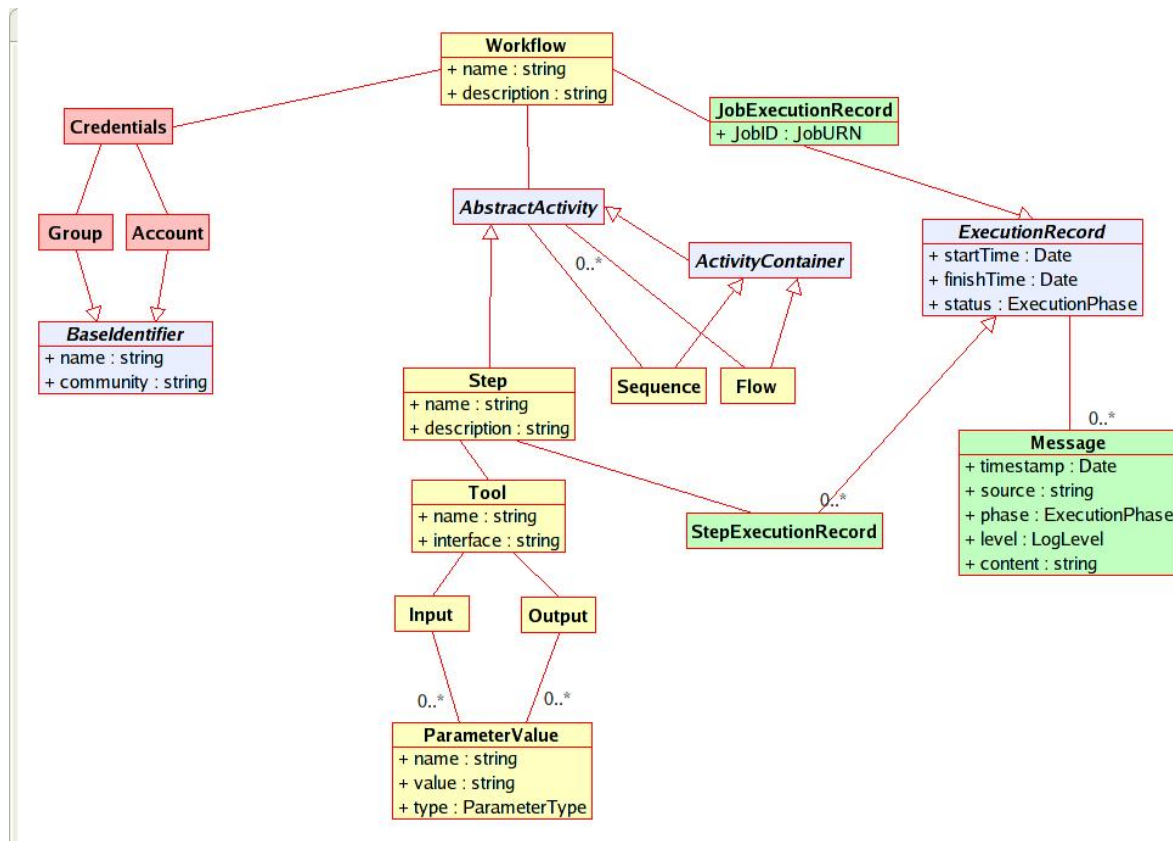 Workflow
+ name : string
+ description : string
JobExecutionRecord
+ JobID : JobURN
Credentials
AbstractActivity
Group
Account
ExecutionRecord
+ startTime : Date
+ finishTime : Date
+ status : ExecutionPhase
ActivityContainer
0..*
BaseIdentifier
+ name : string
+ community : string
Step
+ name : string
+ description : string
Sequence
Flow
0..*
Message
+ timestamp : Date
+ source : string
+ phase : ExecutionPhase
+ level : LogLevel
+ content : string
Tool
+ name : string
+ interface : string
0..*
StepExecutionRecord
Input
Output
0..*
0..*
ParameterValue
+ name : string
+ value : string
+ type : ParameterType